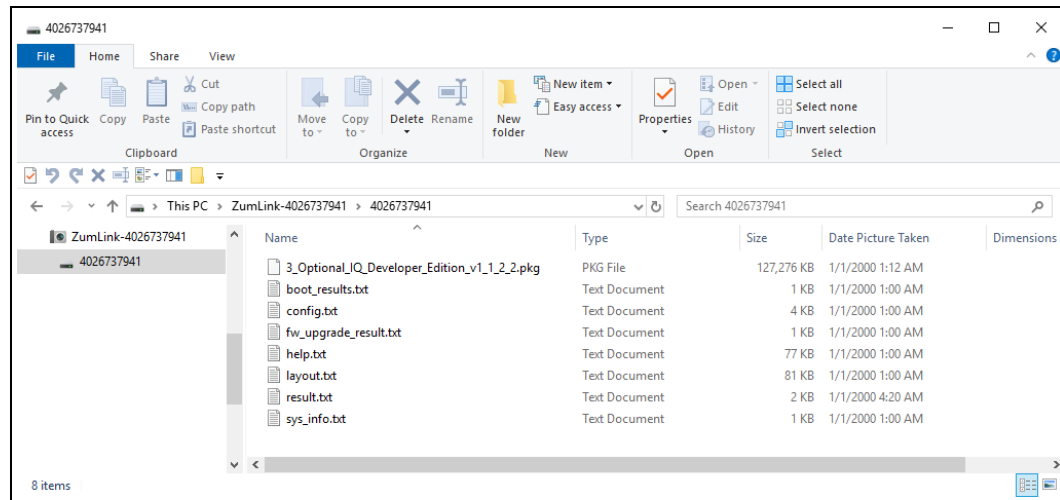 4026737941
File Home Share View
Pin to Quick access
Copy
Paste
Cut
Copy path
Paste shortcut
Clipboard
Move to
Copy to
Delete
Rename
Organize
New folder
New item
Easy access
New
Properties
Open
Edit
History
Open
Select all
Select none
Invert selection
Select
This PC > ZumLink-4026737941 > 4026737941
Search 4026737941
ZumLink-4026737941
4026737941
Name Type Size Date Picture Taken Dimensions
3_Optional_IQ_Developer_Edition_v1_1_2_2.pkg PKG File 127,276 KB 1/1/2000 1:12 AM
boot_results.txt Text Document 1 KB 1/1/2000 1:00 AM
config.txt Text Document 4 KB 1/1/2000 1:00 AM
fw_upgrade_result.txt Text Document 1 KB 1/1/2000 1:00 AM
help.txt Text Document 77 KB 1/1/2000 1:00 AM
layout.txt Text Document 81 KB 1/1/2000 1:00 AM
result.txt Text Document 2 KB 1/1/2000 4:20 AM
sys_info.txt Text Document 1 KB 1/1/2000 1:00 AM
8 items